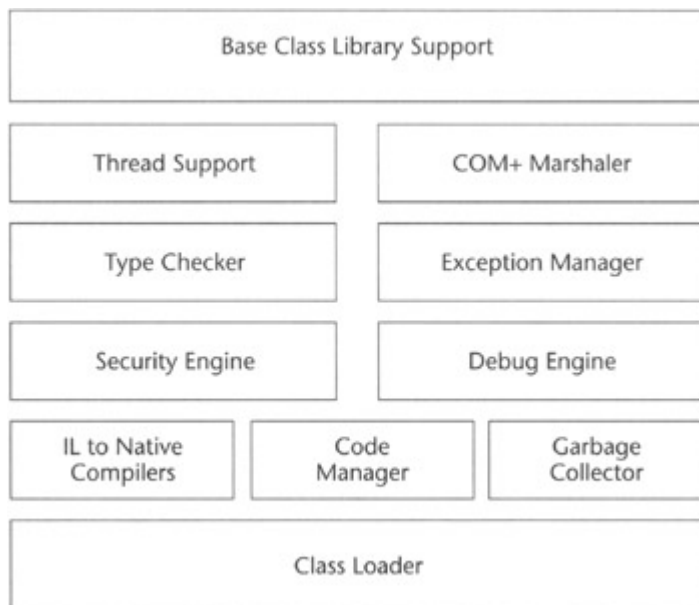 Base Class Library Support
Thread Support
COM+ Marshaler
Type Checker
Exception Manager
Security Engine
Debug Engine
IL to Native
Compilers
Code
Manager
Garbage
Collector
Class Loader